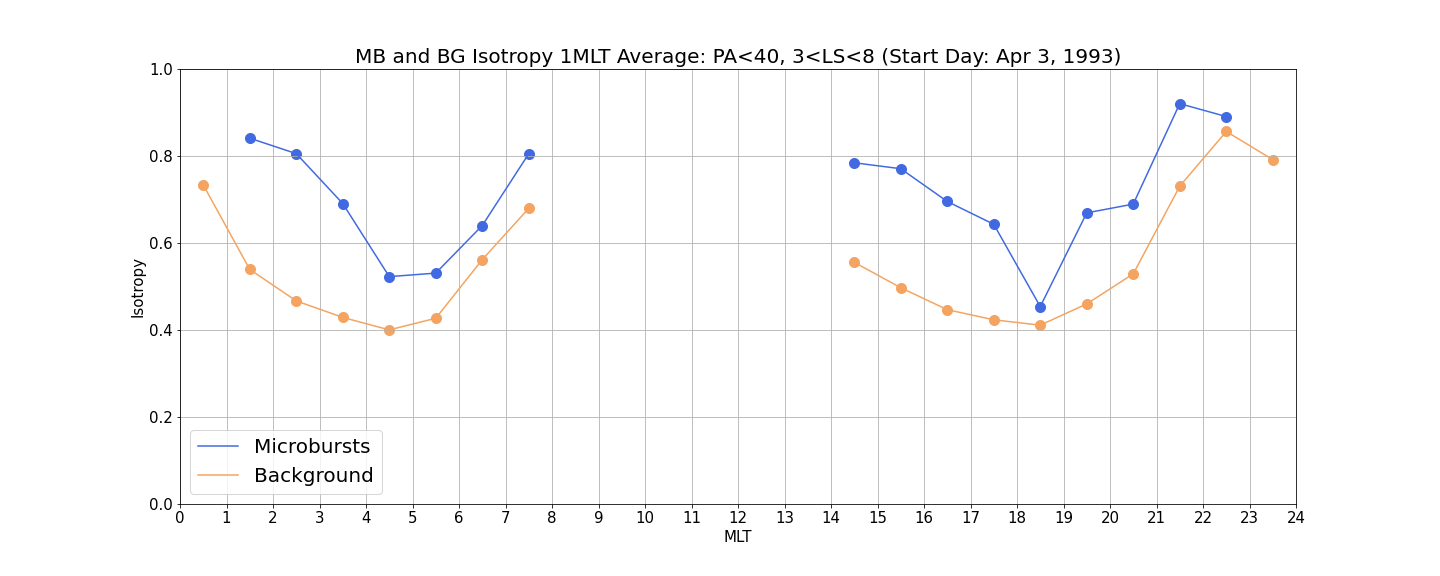 MB and BG Isotropy 1MLT Average: PA<40, 3<LS<8 (Start Day: Apr 3, 1993)
1.0
0.8
0.6
0.4
0.2
0.0
Isotropy
Microbursts
Background
0 1 2 3 4 5 6 7 8 9 10 11 12 13 14 15 16 17 18 19 20 21 22 23 24
MLT